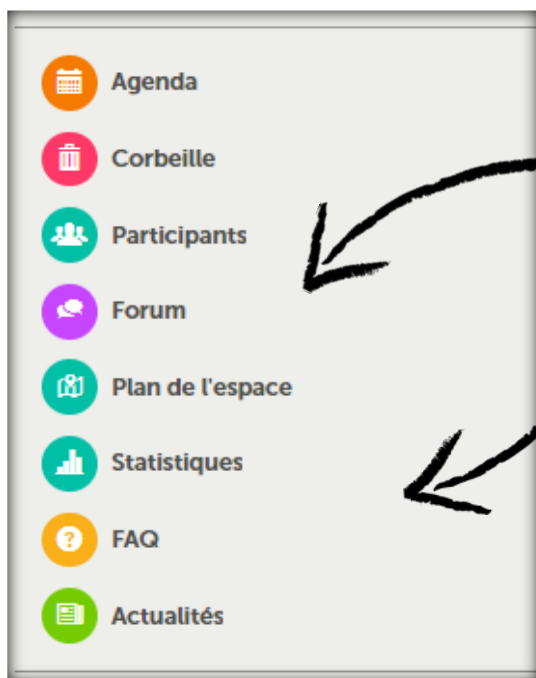 Agenda
Corbeille
Participants
Forum
Plan de l'espace
Statistiques
FAQ
Actualités